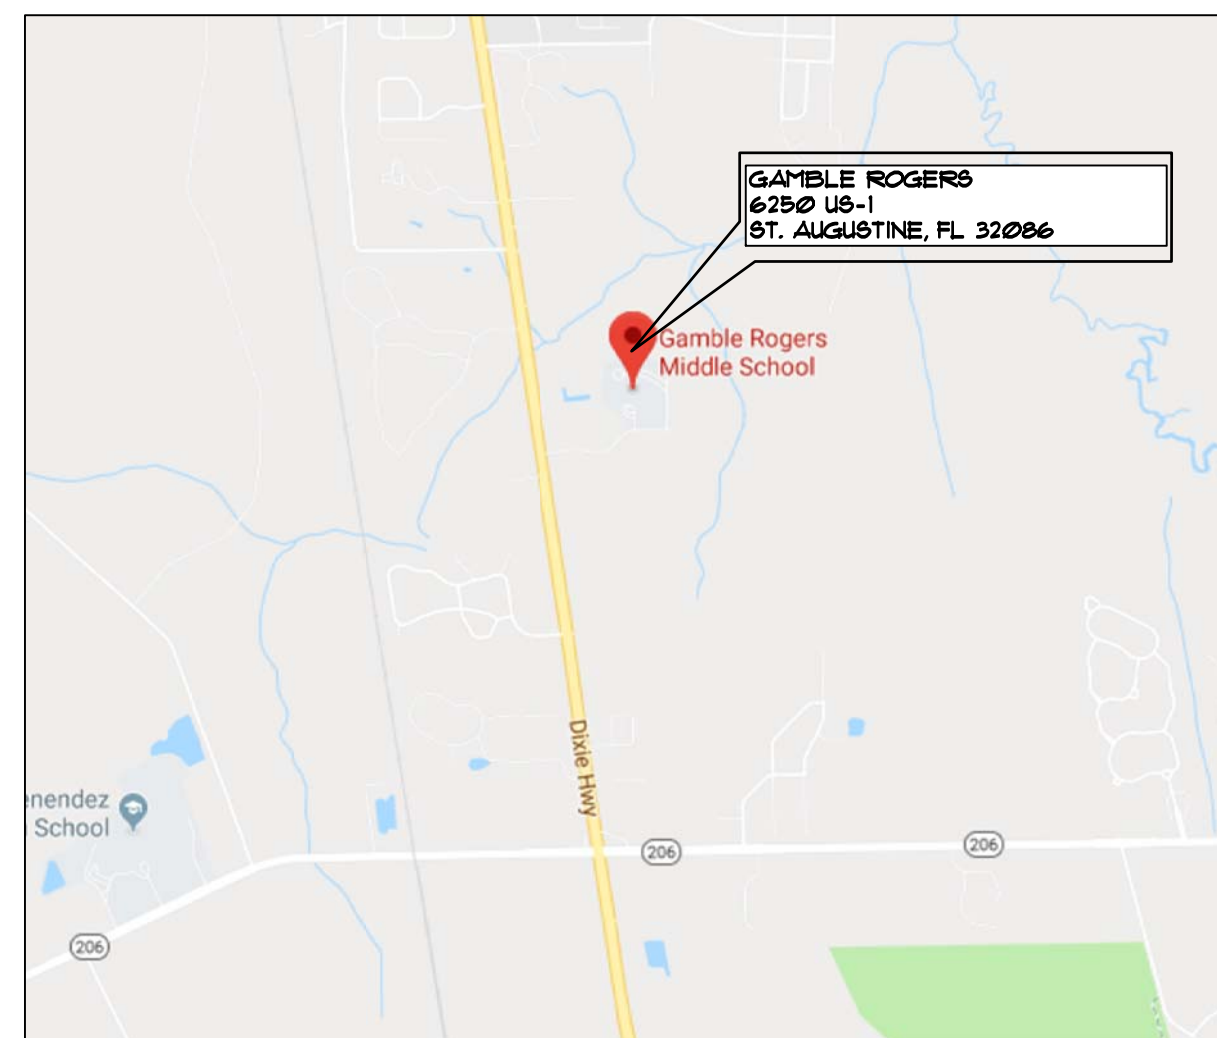 GAMBLE ROGERS
6250 US-1
ST. AUGUSTINE, FL 32086
Gamble Rogers
Middle School
Dixie Hwy
enendez
School
206
206
206